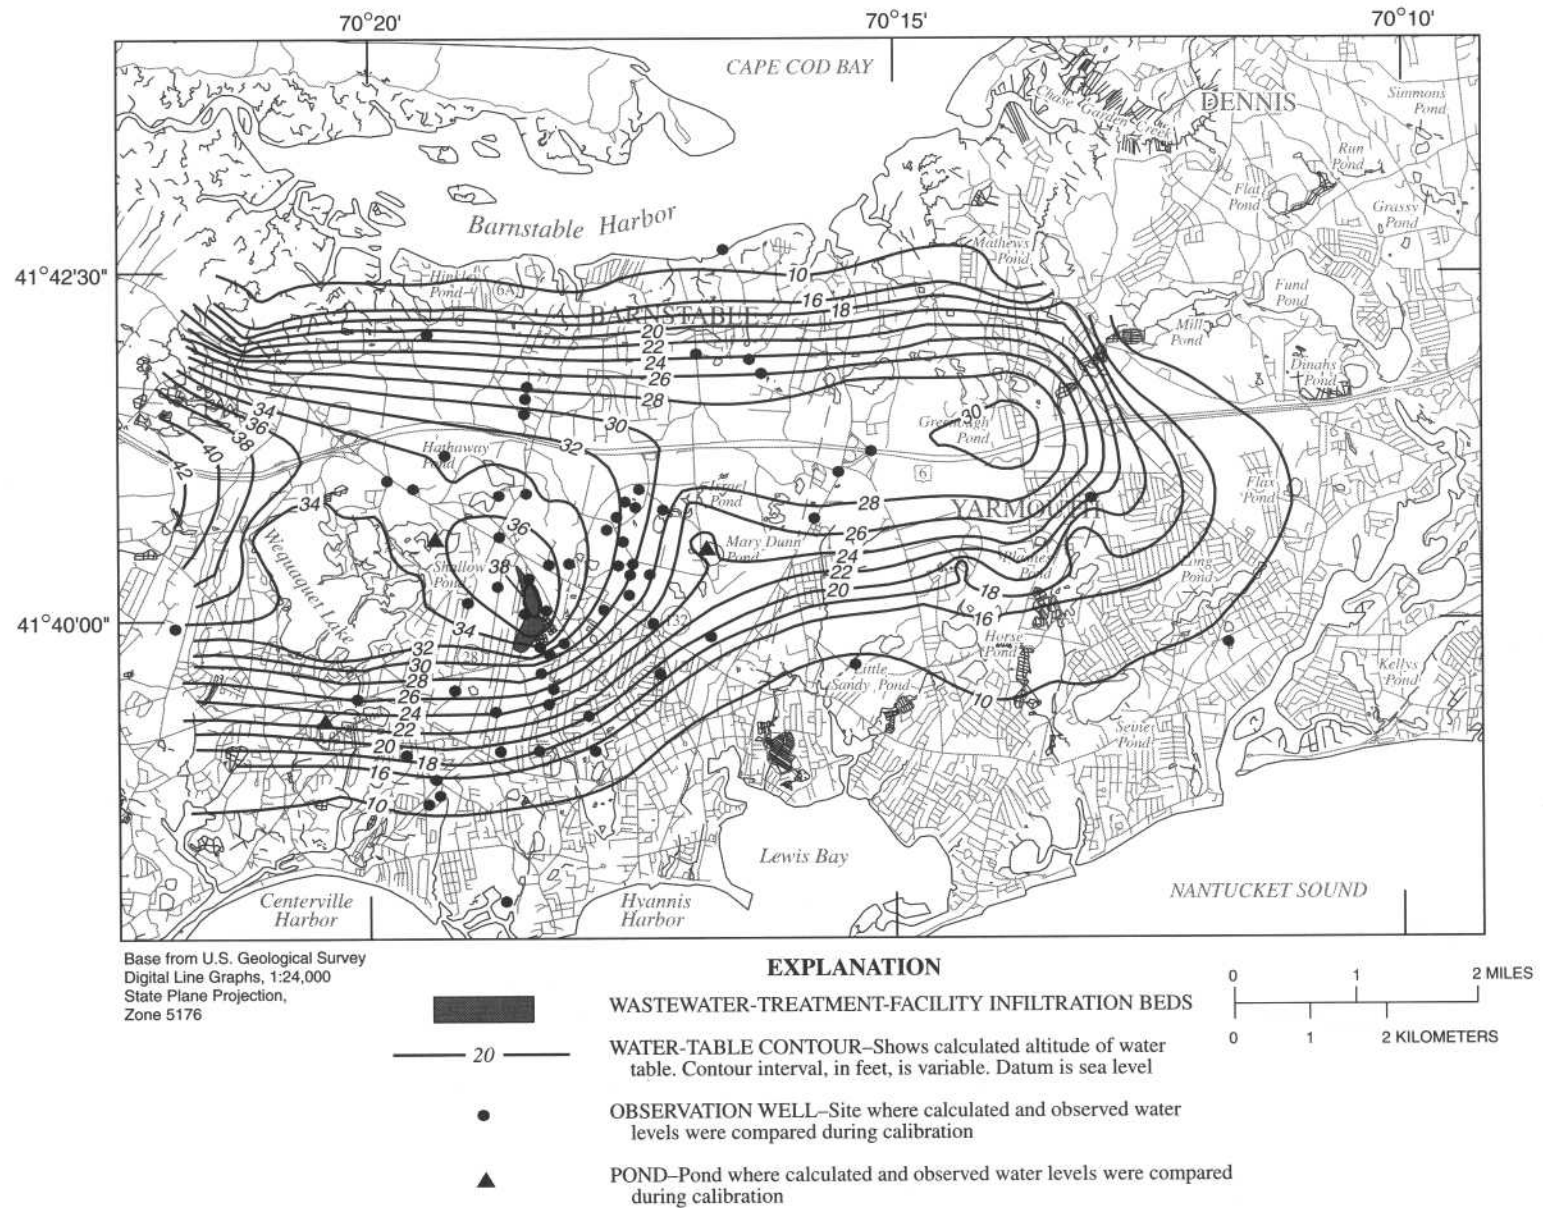 70°20'
70°15'
70°10'
CAPE COD BAY
DENNIS
Simmons
Pond
Chase Garden Creek
Run
Pond
Flat
Pond
Grassy
Pond
Barnstable Harbor
Mathews
Pond
41°42'30"
10
Hinkley
Pond
6A
Fund
Pond
16
18
BARNSTABLE
20
22
24
26
28
Mill
Pond
Dinahs
Pond
34
36
38
40
42
30
32
30
Greenough
Pond
Hathaway
Pond
6
Israel
Pond
28
YARMOUTH
Flax
Pond
34
36
26
Mary Dunn
Pond
24
22
20
Plashes
Pond
Long
Pond
Wequaquet Lake
Shallow
Pond
38
18
16
41°40'00"
34
132
Horse
Pond
32
30
28
28
26
24
22
20
18
16
10
Little
Sandy Pond
Kellys
Pond
10
Seine
Pond
Lewis Bay
Centerville
Harbor
Hyannis
Harbor
NANTUCKET SOUND
Base from U.S. Geological Survey
Digital Line Graphs, 1:24,000
State Plane Projection,
Zone 5176
EXPLANATION
0 1 2 MILES
0 1 2 KILOMETERS
WASTEWATER-TREATMENT-FACILITY INFILTRATION BEDS
20
WATER-TABLE CONTOUR–Shows calculated altitude of water
table. Contour interval, in feet, is variable. Datum is sea level
OBSERVATION WELL–Site where calculated and observed water
levels were compared during calibration
POND–Pond where calculated and observed water levels were compared
during calibration